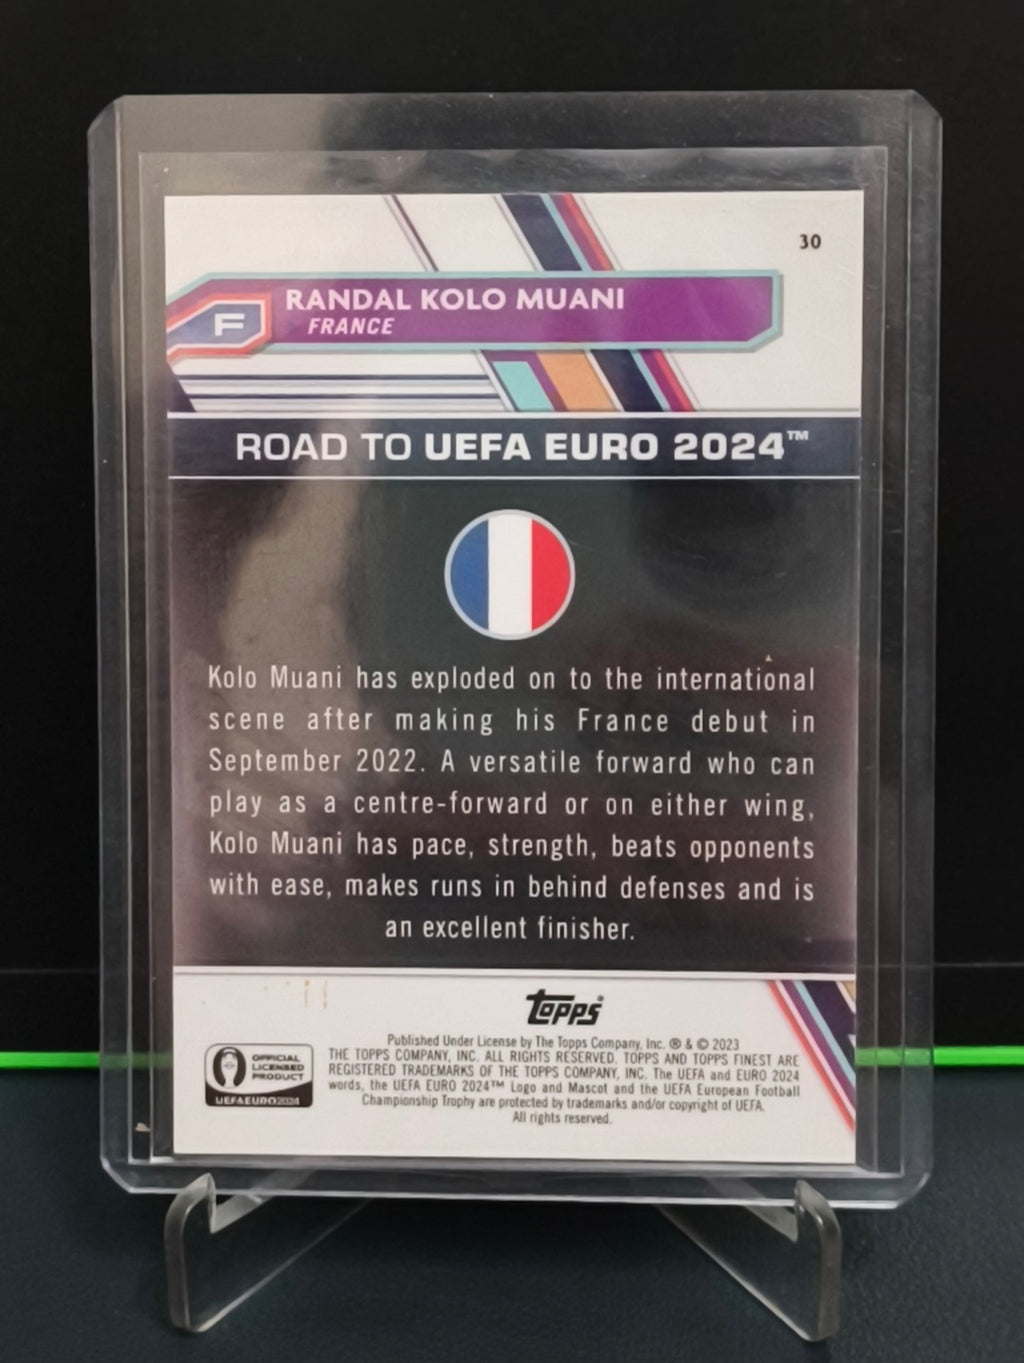 30
RANDAL KOLO MUANI
F
FRANCE
ROAD TO UEFA EURO 2024™
Kolo Muani has exploded on to the international
scene after making his France debut in
September 2022. A versatile forward who can
play as a centre-forward or on either wing,
Kolo Muani has pace, strength, beats opponents
with ease, makes runs in behind defenses and is
an excellent finisher.
Topps®
Published Under License by The Topps Company, Inc. ® & © 2023
THE TOPPS COMPANY, INC. ALL RIGHTS RESERVED. TOPPS AND TOPPS FINEST ARE
REGISTERED TRADEMARKS OF THE TOPPS COMPANY, INC. The UEFA and EURO 2024
words, the UEFA EURO 2024™ Logo and Mascot and the UEFA European Football
Championship Trophy are protected by trademarks and/or copyright of UEFA.
All rights reserved.
OFFICIAL
LICENSED
PRODUCT
UEFAEURO2024